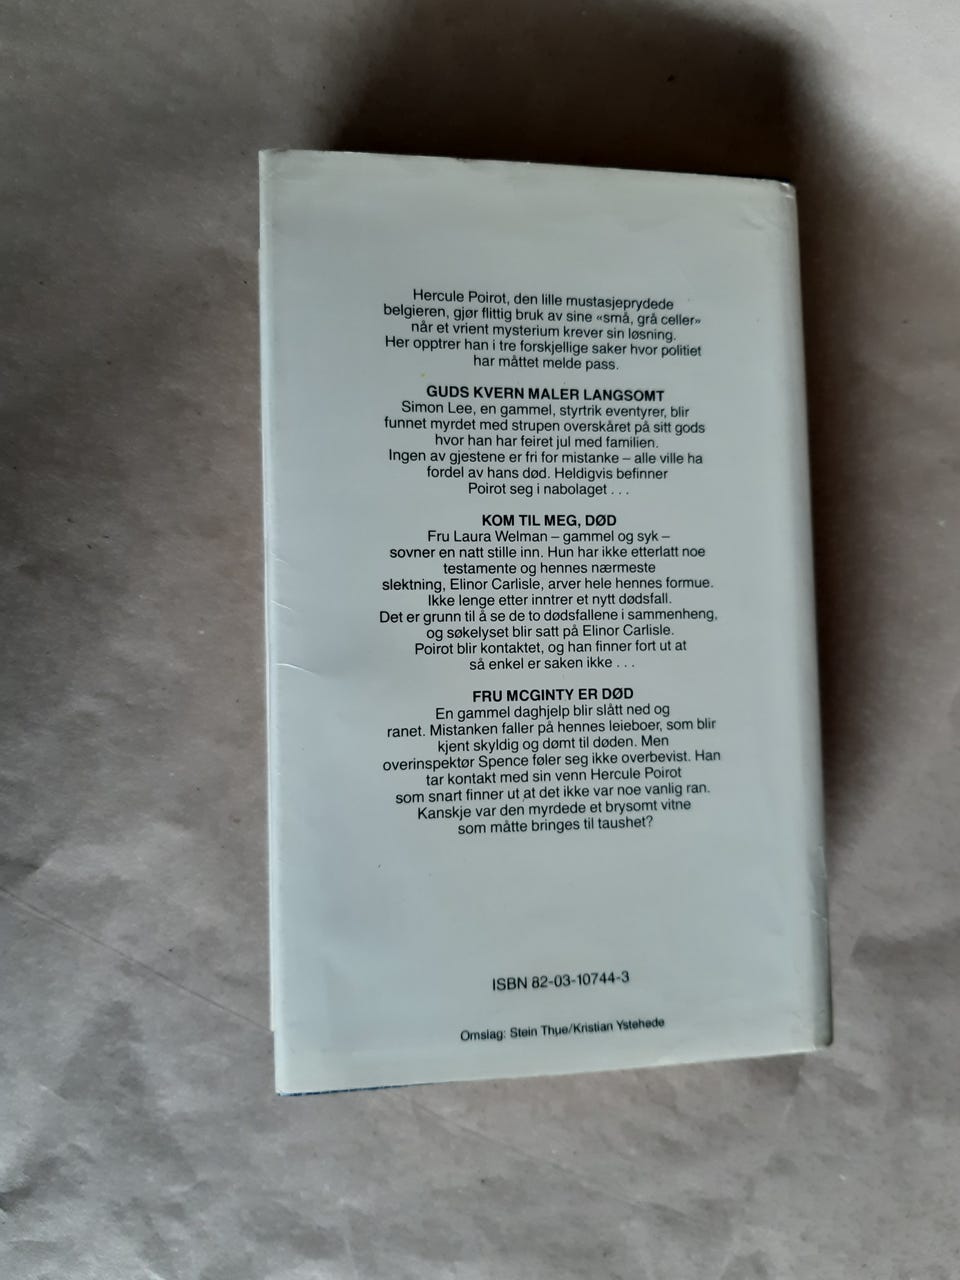 Hercule Poirot, den lille mustasjeprydede
belgieren, gjør flittig bruk av sine «små, grå celler»
når et vrient mysterium krever sin løsning.
Her opptrer han i tre forskjellige saker hvor politiet
har måttet melde pass.
GUDS KVERN MALER LANGSOMT
Simon Lee, en gammel, styrtrik eventyrer, blir
funnet myrdet med strupen overskåret på sitt gods
hvor han har feiret jul med familien.
Ingen av gjestene er fri for mistanke – alle ville ha
fordel av hans død. Heldigvis befinner
Poirot seg i nabolaget . . .
KOM TIL MEG, DØD
Fru Laura Welman – gammel og syk –
sovner en natt stille inn. Hun har ikke etterlatt noe
testamente og hennes nærmeste
slektning, Elinor Carlisle, arver hele hennes formue.
Ikke lenge etter inntrer et nytt dødsfall.
Det er grunn til å se de to dødsfallene i sammenheng,
og søkelyset blir satt på Elinor Carlisle.
Poirot blir kontaktet, og han finner fort ut at
så enkel er saken ikke . . .
FRU MCGINTY ER DØD
En gammel daghjelp blir slått ned og
ranet. Mistanken faller på hennes leieboer, som blir
kjent skyldig og dømt til døden. Men
overinspektør Spence føler seg ikke overbevist. Han
tar kontakt med sin venn Hercule Poirot
som snart finner ut at det ikke var noe vanlig ran.
Kanskje var den myrdede et brysomt vitne
som måtte bringes til taushet?
ISBN 82-03-10744-3
Omslag: Stein Thue/Kristian Ystehede